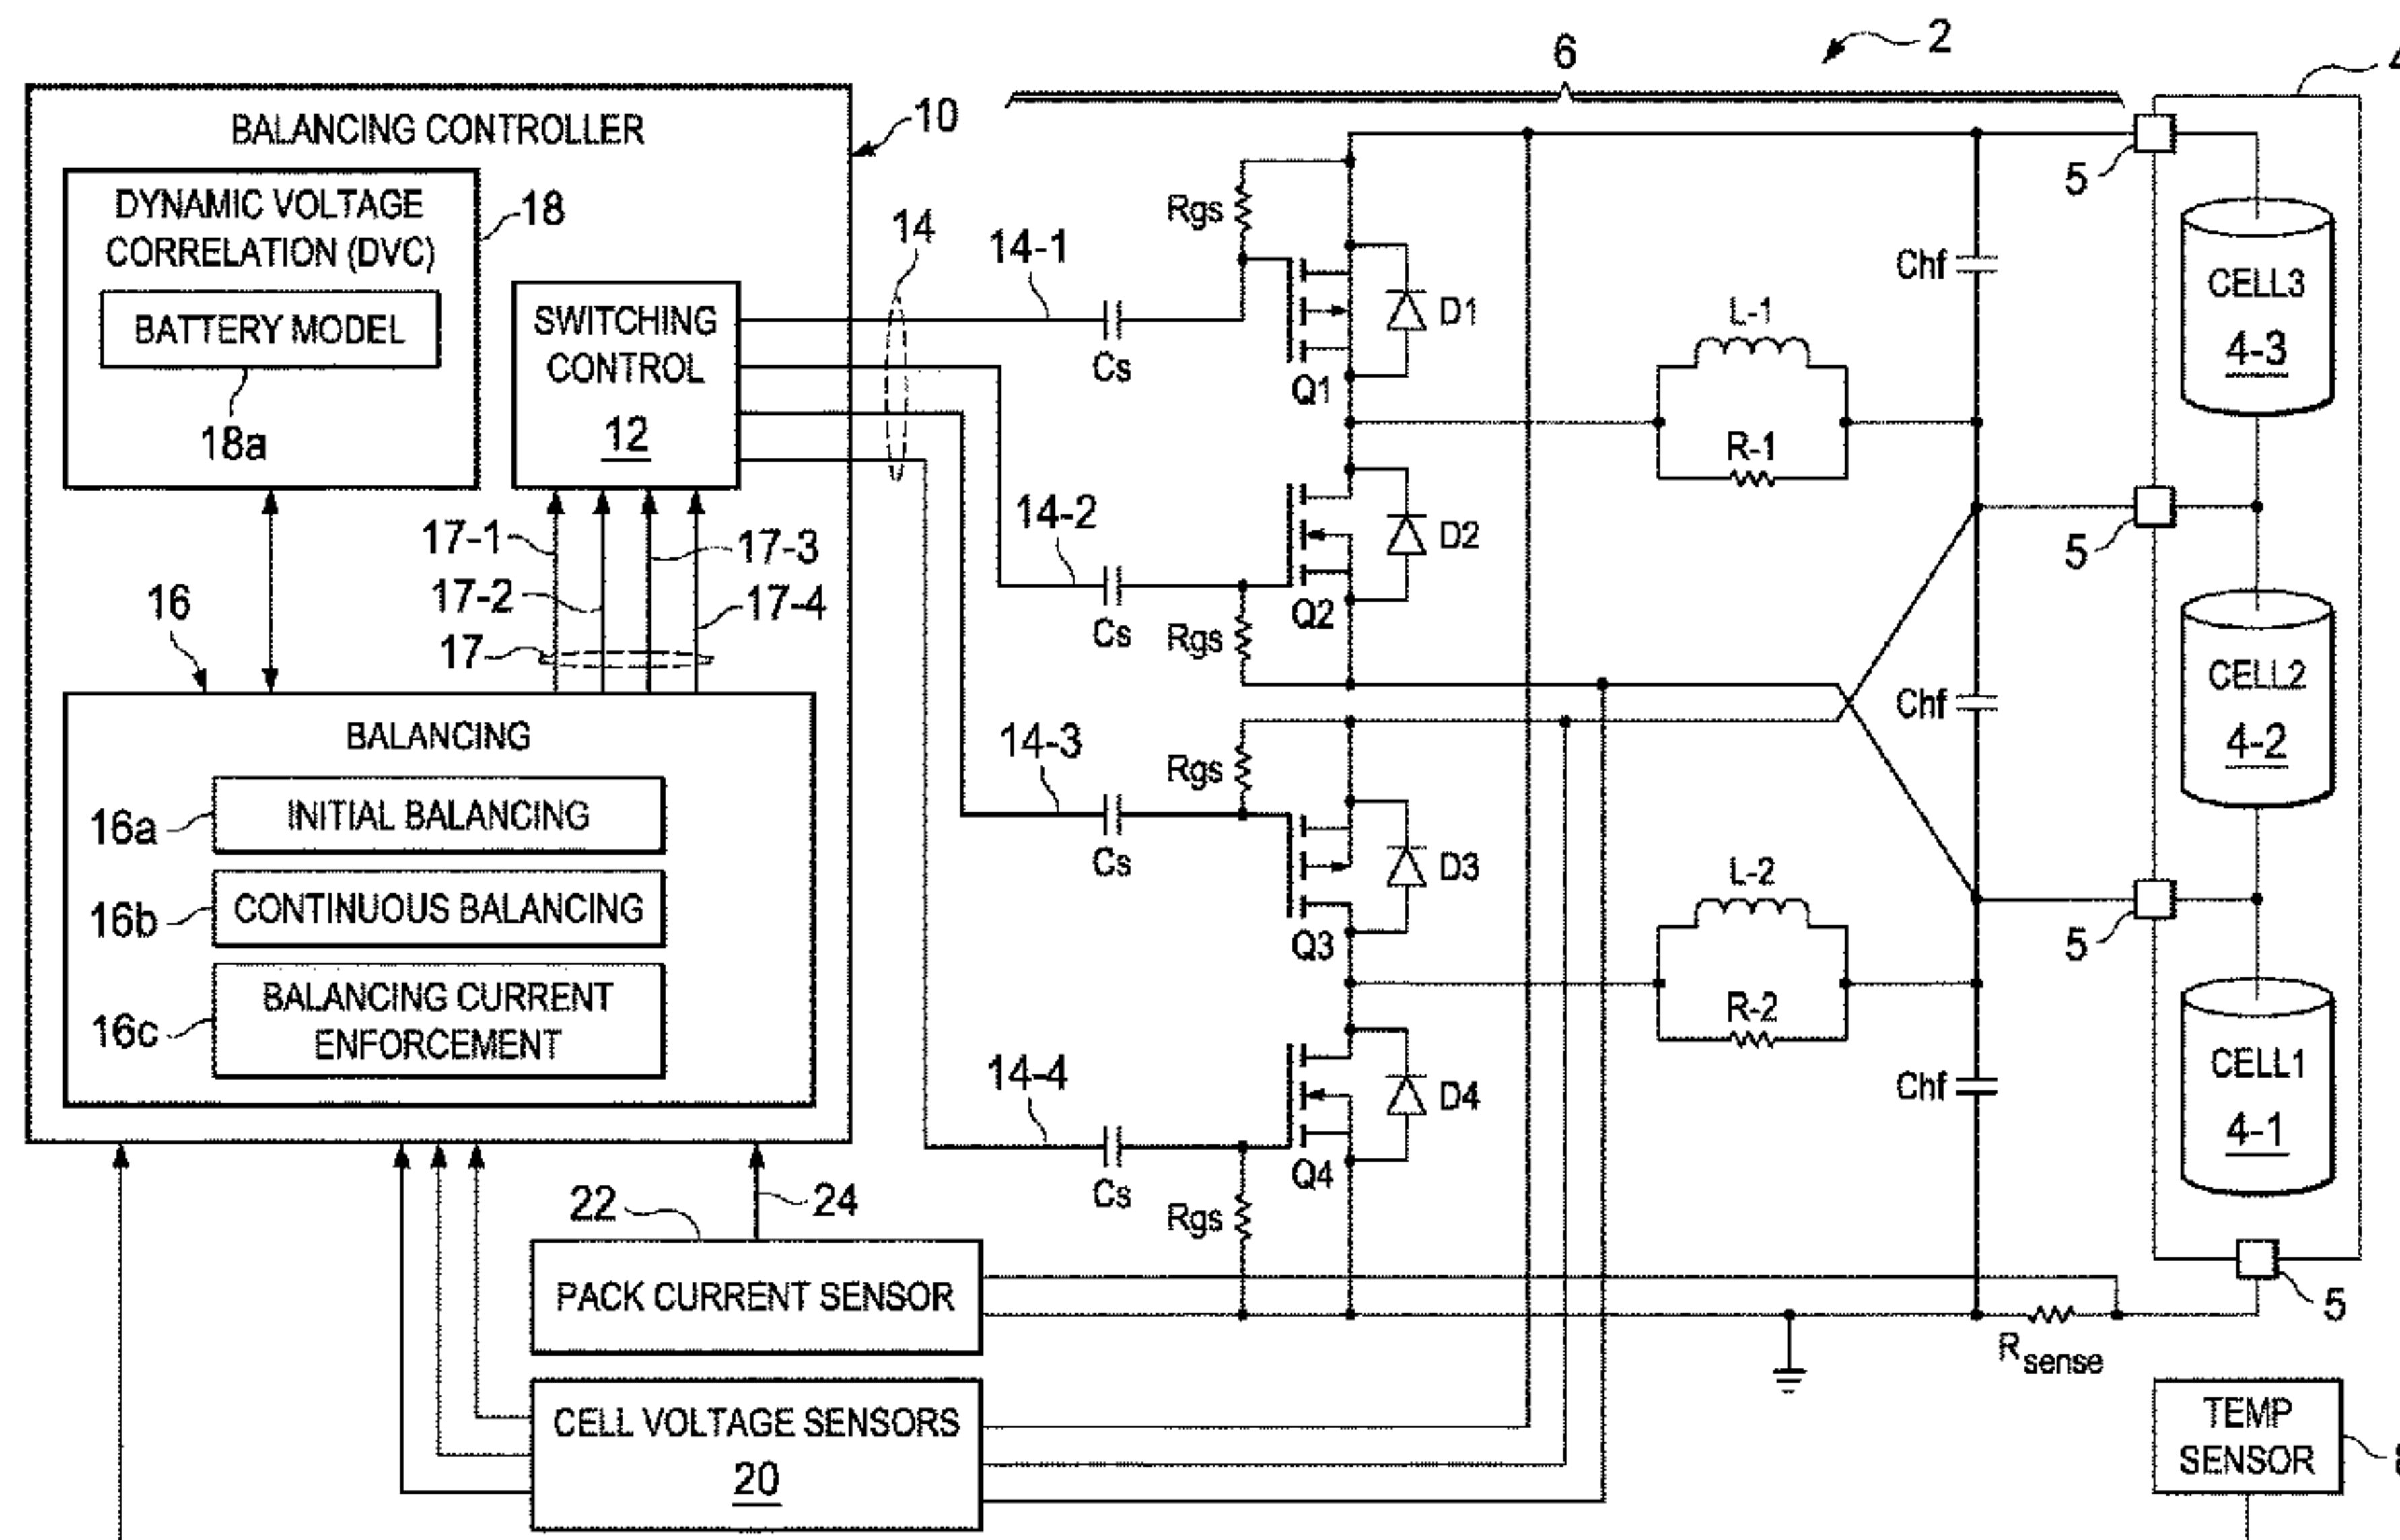 2
6
4
BALANCING CONTROLLER
10
DYNAMIC VOLTAGE
CORRELATION (DVC)
18
BATTERY MODEL
18a
SWITCHING
CONTROL
12
14
14-1
14-2
14-3
14-4
17-1
17-2
17-3
17-4
17
16
BALANCING
16a
INITIAL BALANCING
16b
CONTINUOUS BALANCING
16c
BALANCING CURRENT
ENFORCEMENT
Rgs
Cs
Q1
D1
Cs
Rgs
Q2
D2
Rgs
Cs
Q3
D3
Cs
Rgs
Q4
D4
L-1
R-1
L-2
R-2
Chf
Chf
Chf
5
5
5
5
CELL3
4-3
CELL2
4-2
CELL1
4-1
22
24
PACK CURRENT SENSOR
Rsense
CELL VOLTAGE SENSORS
20
TEMP
SENSOR